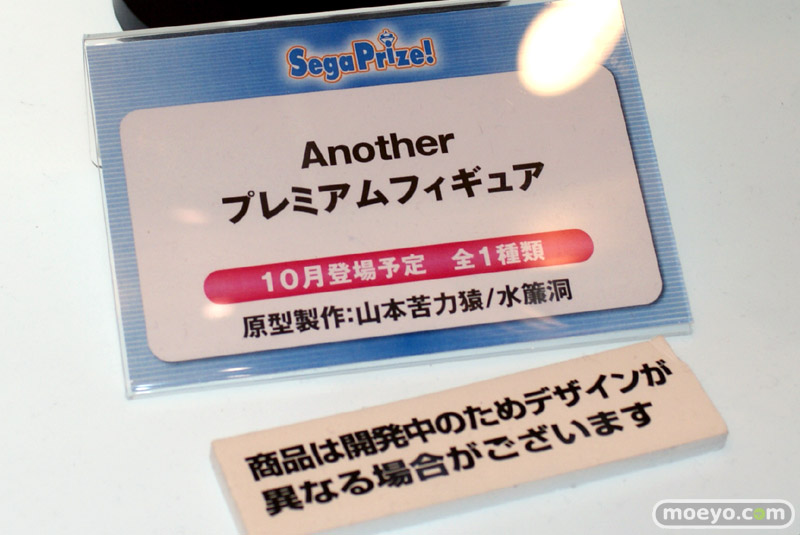 SegaPrize!
Another
プレミアムフィギュア
10月登場予定 全1種類
原型製作:山本苦力猿/水簾洞
商品は開発中のためデザインが
異なる場合がございます
moeyo.com